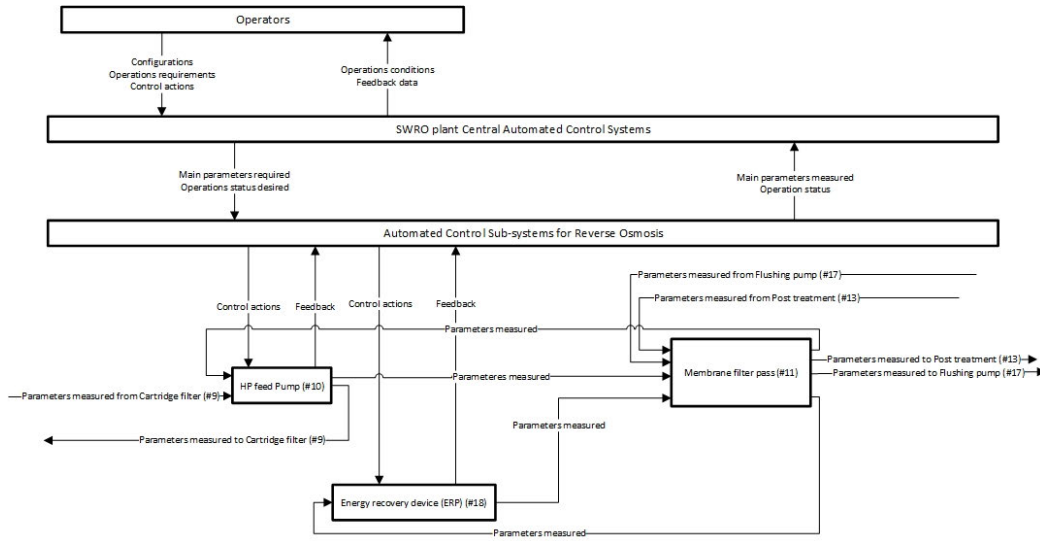 Operators
Configurations
Operations requirements
Control actions
Operations conditions
Feedback data
SWRO plant Central Automated Control Systems
Main parameters required
Operations status desired
Main parameters measured
Operation status
Automated Control Sub-systems for Reverse Osmosis
Parameters measured from Flushing pump (#17)
Parameters measured from Post treatment (#13)
Control actions
Feedback
Control actions
Feedback
Parameters measured
Parameters measured to Post treatment (#13)
Membrane filter pass (#11)
Parameters measured to Flushing pump (#17)
Parameteres measured
HP feed Pump (#10)
Parameters measured from Cartridge filter (#9)
Parameters measured
Parameters measured to Cartridge filter (#9)
Energy recovery device (ERP) (#18)
Parameters measured